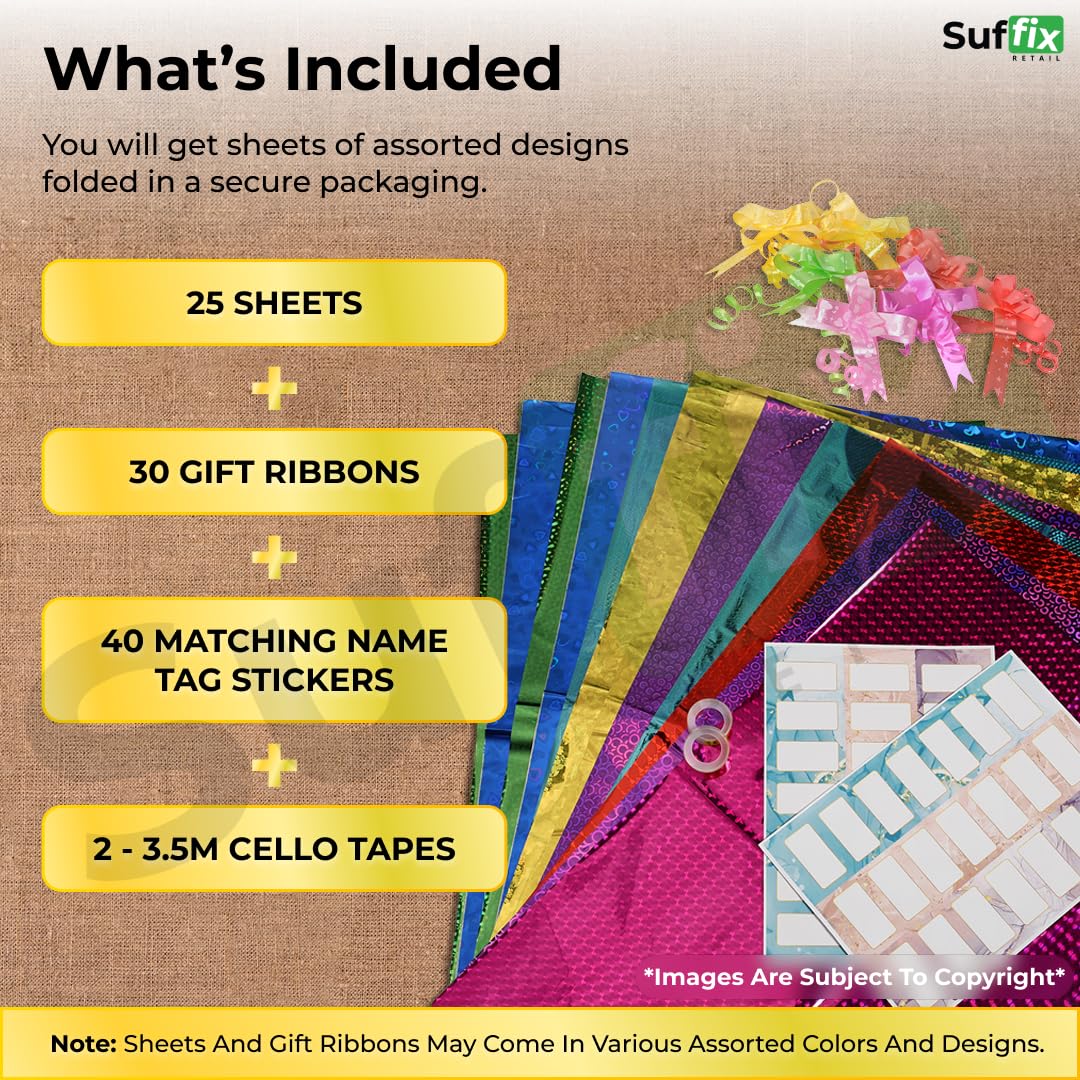 Suffix
RETAIL
What's Included
You will get sheets of assorted designs
folded in a secure packaging.
25 SHEETS
+
30 GIFT RIBBONS
+
40 MATCHING NAME
TAG STICKERS
+
2 - 3.5M CELLO TAPES
*Images Are Subject To Copyright*
Note: Sheets And Gift Ribbons May Come In Various Assorted Colors And Designs.